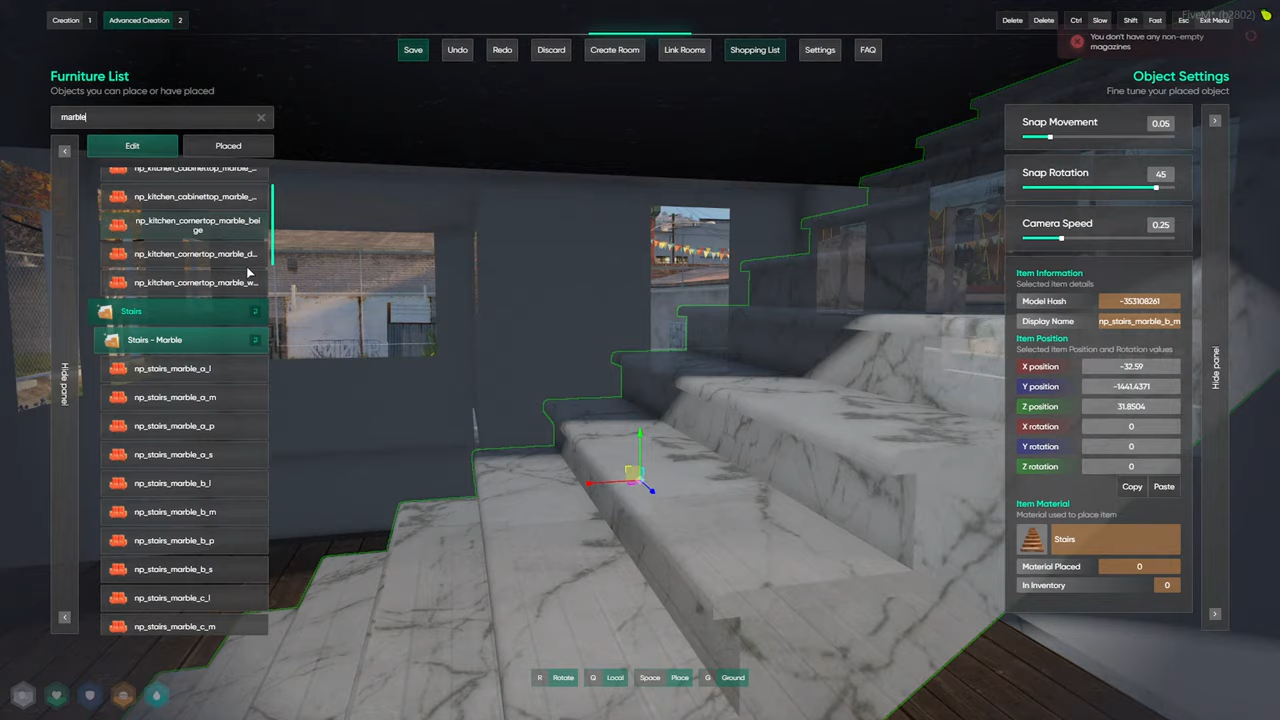 Creation 1
Advanced Creation 2
Delete Delete Ctrl Slow Shift Fast Esc Exit Menu
FiveM* (b2802)
You don't have any non-empty
magazines
Save
Undo
Redo
Discard
Create Room
Link Rooms
Shopping List
Settings
FAQ
Furniture List
Objects you can place or have placed
marble
Edit
Placed
np_kitchen_cabinettop_marble_...
np_kitchen_cabinettop_marble_...
np_kitchen_cornertop_marble_bei
ge
np_kitchen_cornertop_marble_d...
np_kitchen_cornertop_marble_w...
Stairs
Stairs - Marble
np_stairs_marble_a_l
np_stairs_marble_a_m
np_stairs_marble_a_p
np_stairs_marble_a_s
np_stairs_marble_b_l
np_stairs_marble_b_m
np_stairs_marble_b_p
np_stairs_marble_b_s
np_stairs_marble_c_l
np_stairs_marble_c_m
Hide panel
Object Settings
Fine tune your placed object
Snap Movement 0.05
Snap Rotation 45
Camera Speed 0.25
Item Information
Selected item details
Model Hash -353108261
Display Name np_stairs_marble_b_m
Item Position
Selected item Position and Rotation values
X position -32.59
Y position -1441.4371
Z position 31.8504
X rotation 0
Y rotation 0
Z rotation 0
Copy Paste
Item Material
Material used to place item
Stairs
Material Placed 0
In Inventory 0
Hide panel
R Rotate Q Local Space Place G Ground